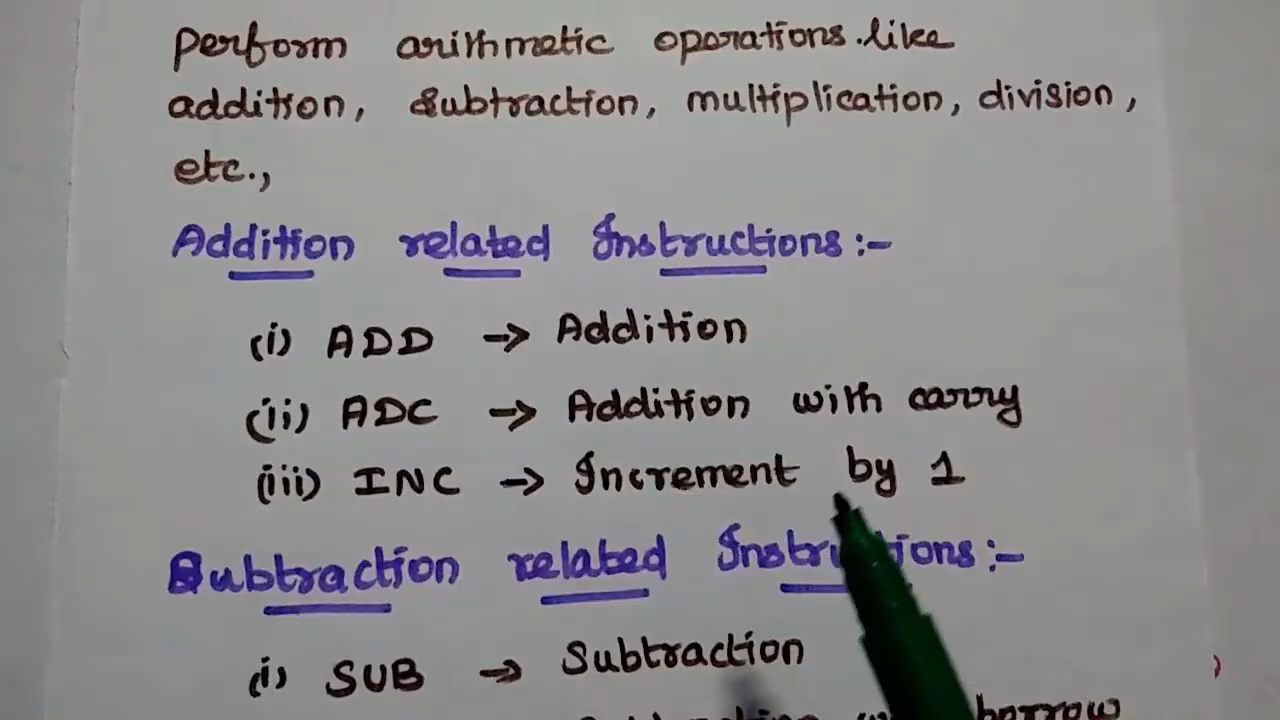 Perform arithmetic operations.like
addition, Subtraction, multiplication, division,
etc.,
Addition related Instructions:-
(i) ADD → Addition
(ii) ADC → Addition with carry
(iii) INC → Increment by 1
Subtraction related Instructions:-
(i) SUB → Subtraction
borrow